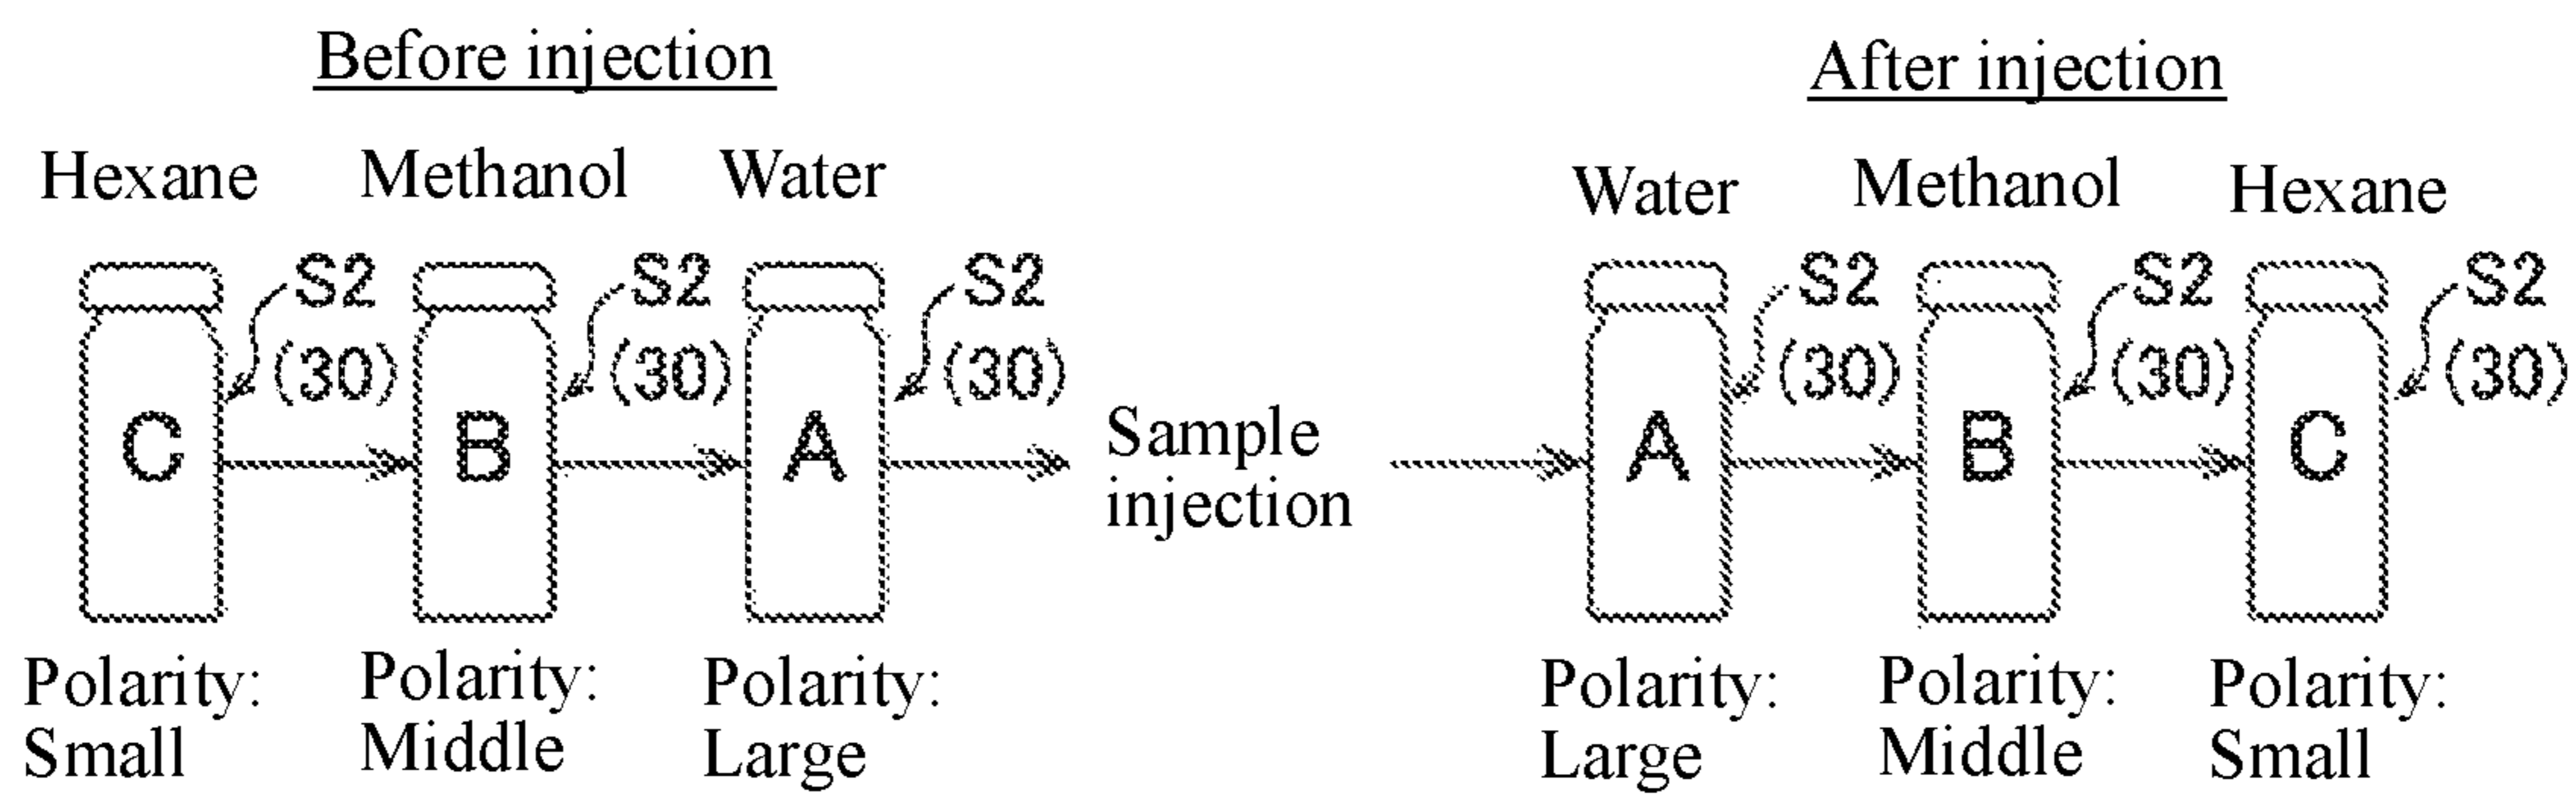 Before injection
After injection
Hexane
Methanol
Water
Water
Methanol
Hexane
S2
(30)
S2
(30)
S2
(30)
S2
(30)
S2
(30)
S2
(30)
C
B
A
Sample
injection
A
B
C
Polarity:
Small
Polarity:
Middle
Polarity:
Large
Polarity:
Large
Polarity:
Middle
Polarity:
Small